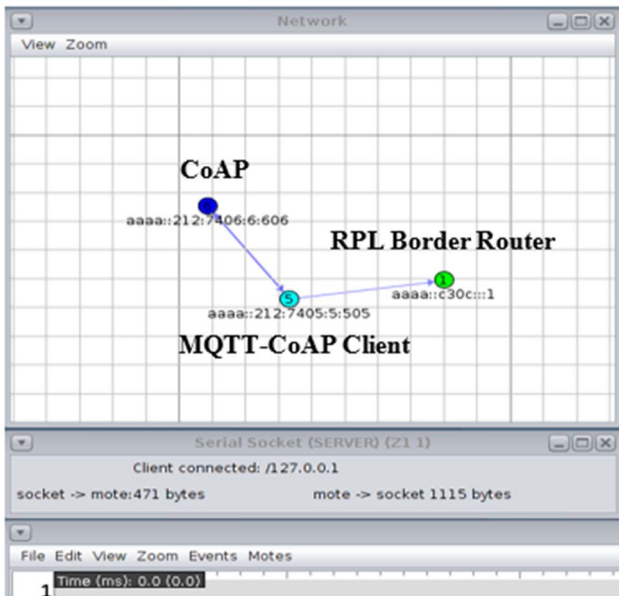 Network
View Zoom
CoAP
aaaa::212:7406:6:606
RPL Border Router
1
aaaa::c30c:::1
5
aaaa::212:7405:5:505
MQTT-CoAP Client
Serial Socket (SERVER) (Z1 1)
Client connected: /127.0.0.1
socket -> mote:471 bytes mote -> socket 1115 bytes
File Edit View Zoom Events Motes
Time (ms): 0.0 (0.0)
1